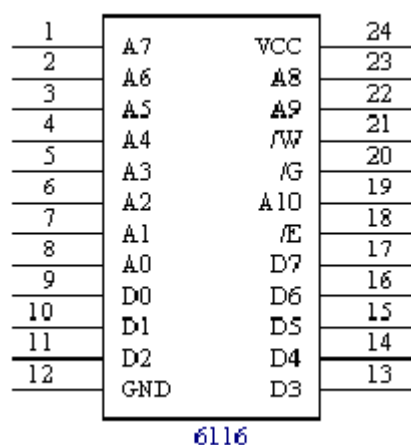 1 A7 VCC 24
2 A6 A8 23
3 A5 A9 22
4 A4 /W 21
5 A3 /G 20
6 A2 A10 19
7 A1 /E 18
8 A0 D7 17
9 D0 D6 16
10 D1 D5 15
11 D2 D4 14
12 GND D3 13
6116